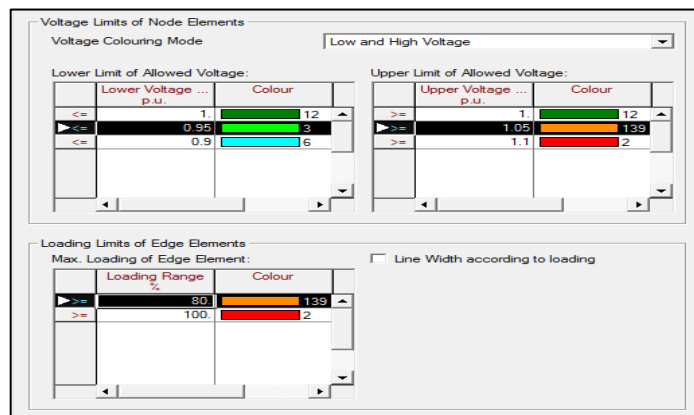 Voltage Limits of Node Elements
Voltage Colouring Mode Low and High Voltage
Lower Limit of Allowed Voltage: Upper Limit of Allowed Voltage:
Lower Voltage ... Colour Upper Voltage ... Colour
p.u. p.u.
<= 1. 12 >= 1. 12
<= 0.95 3 >= 1.05 139
<= 0.9 6 >= 1.1 2
Loading Limits of Edge Elements
Max. Loading of Edge Element: Line Width according to loading
Loading Range Colour
%
>= 80. 139
>= 100. 2